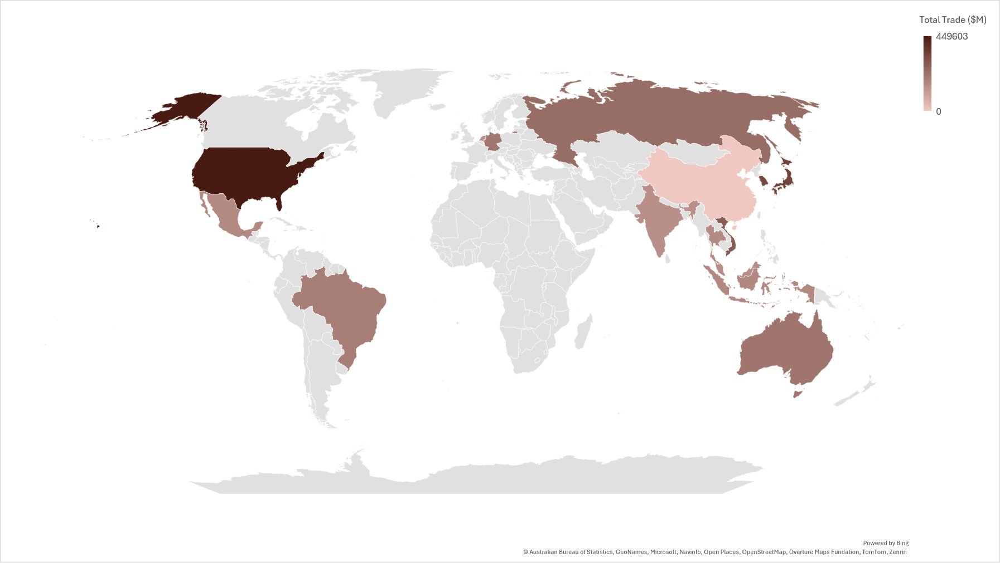 Total Trade ($M)
449603
0
Powered by Bing
© Australian Bureau of Statistics, GeoNames, Microsoft, Navinfo, Open Places, OpenStreetMap, Overture Maps Fundation, TomTom, Zenrin